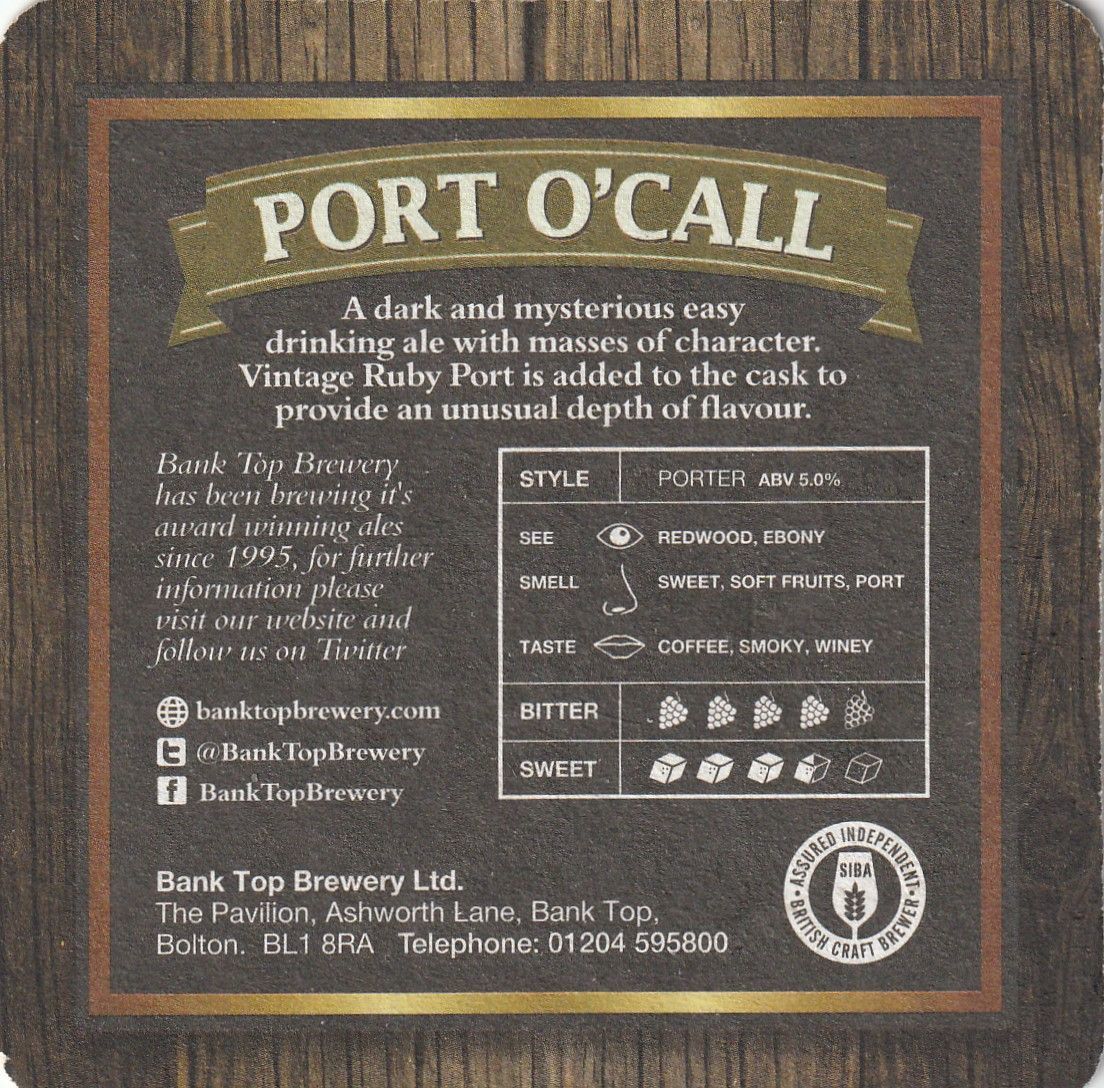 PORT O'CALL
A dark and mysterious easy
drinking ale with masses of character.
Vintage Ruby Port is added to the cask to
provide an unusual depth of flavour.
Bank Top Brewery
has been brewing it's
award winning ales
since 1995, for further
information please
visit our website and
follow us on Twitter
banktopbrewery.com
@BankTopBrewery
BankTopBrewery
STYLE PORTER ABV 5.0%
SEE REDWOOD, EBONY
SMELL SWEET, SOFT FRUITS, PORT
TASTE COFFEE, SMOKY, WINEY
BITTER
SWEET
Bank Top Brewery Ltd.
The Pavilion, Ashworth Lane, Bank Top,
Bolton. BL1 8RA Telephone: 01204 595800
ASSURED INDEPENDENT
SIBA
BRITISH CRAFT BREWER